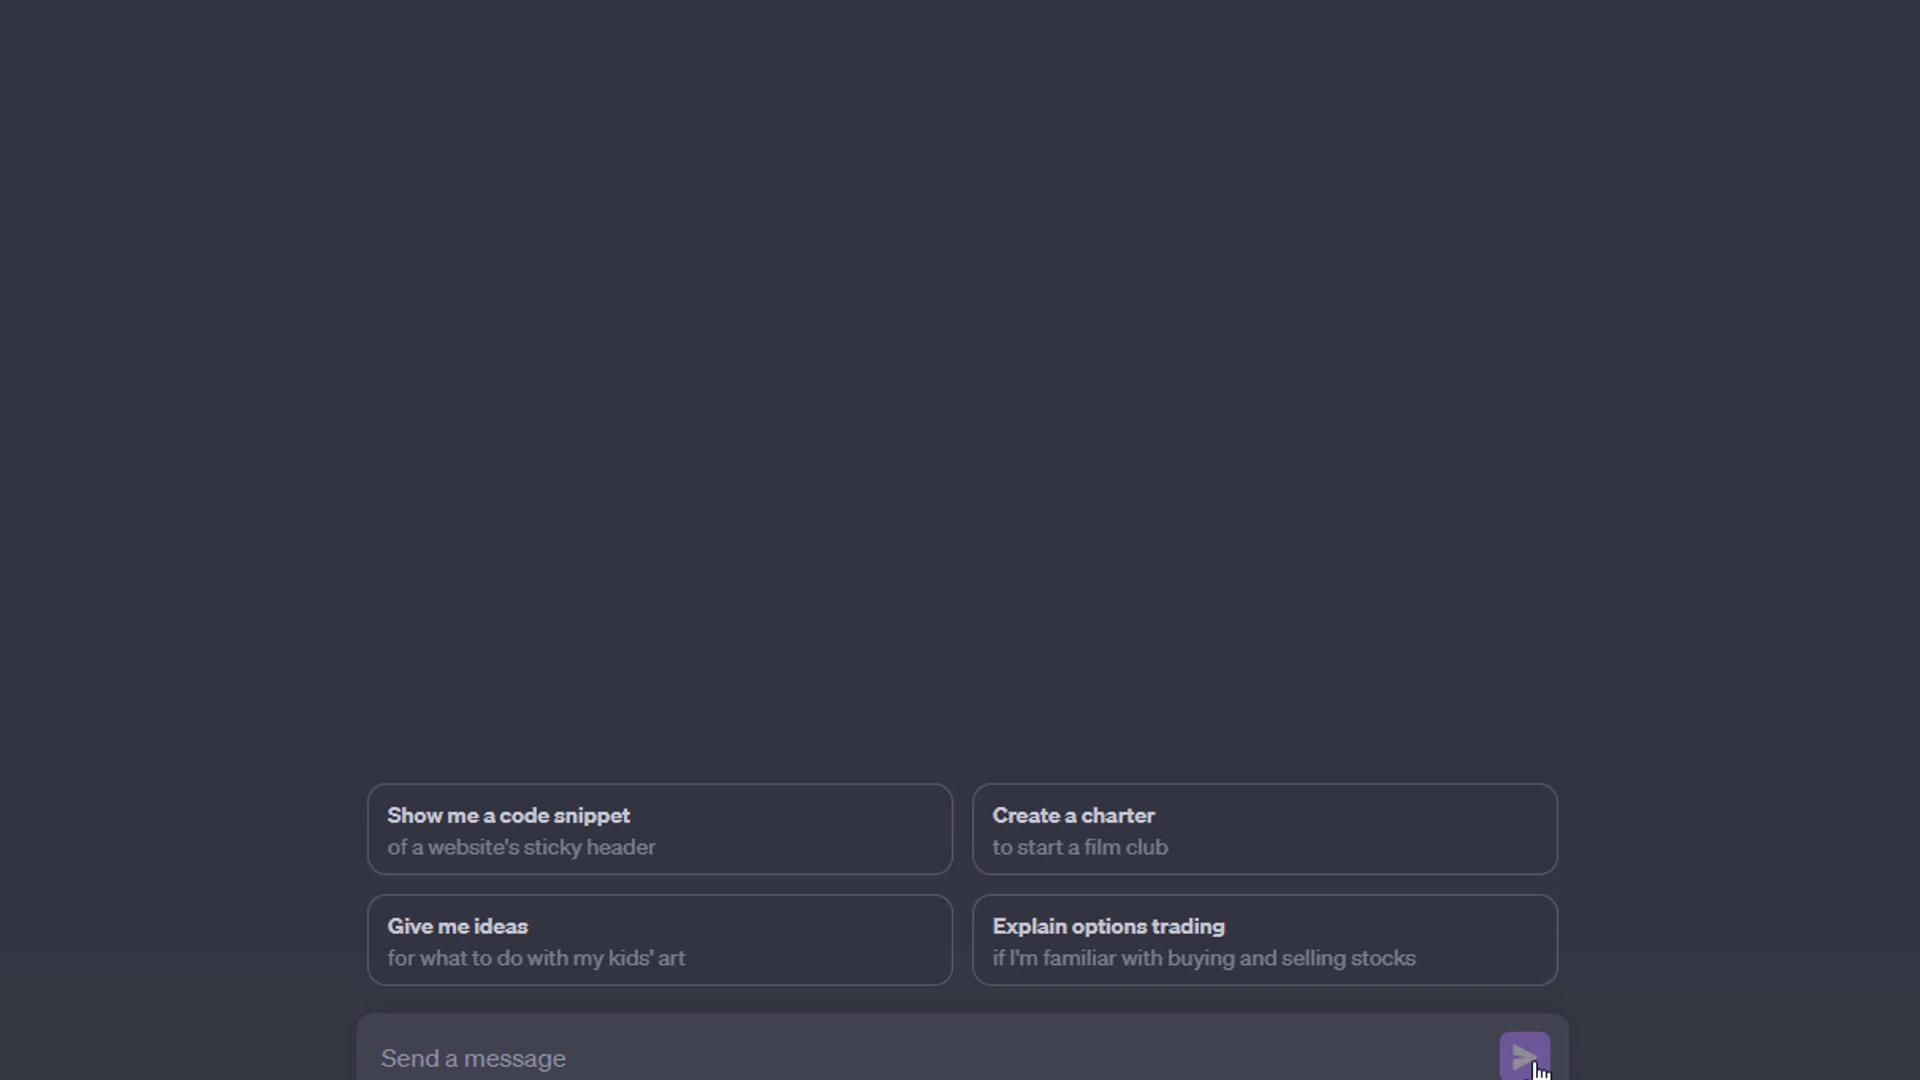 Show me a code snippet
of a website's sticky header
Create a charter
to start a film club
Give me ideas
for what to do with my kids' art
Explain options trading
if I'm familiar with buying and selling stocks
Send a message